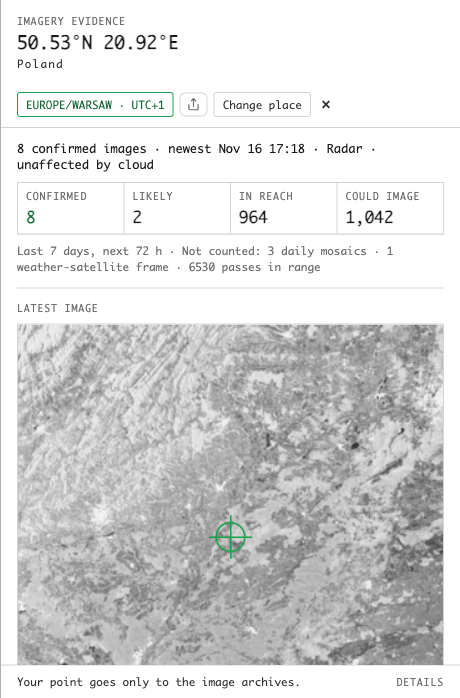 IMAGERY EVIDENCE
50.53°N 20.92°E
Poland
EUROPE/WARSAW · UTC+1
Change place
×
8 confirmed images · newest Nov 16 17:18 · Radar ·
unaffected by cloud
CONFIRMED LIKELY IN REACH COULD IMAGE
8 2 964 1,042
Last 7 days, next 72 h · Not counted: 3 daily mosaics · 1
weather-satellite frame · 6530 passes in range
LATEST IMAGE
Your point goes only to the image archives. DETAILS